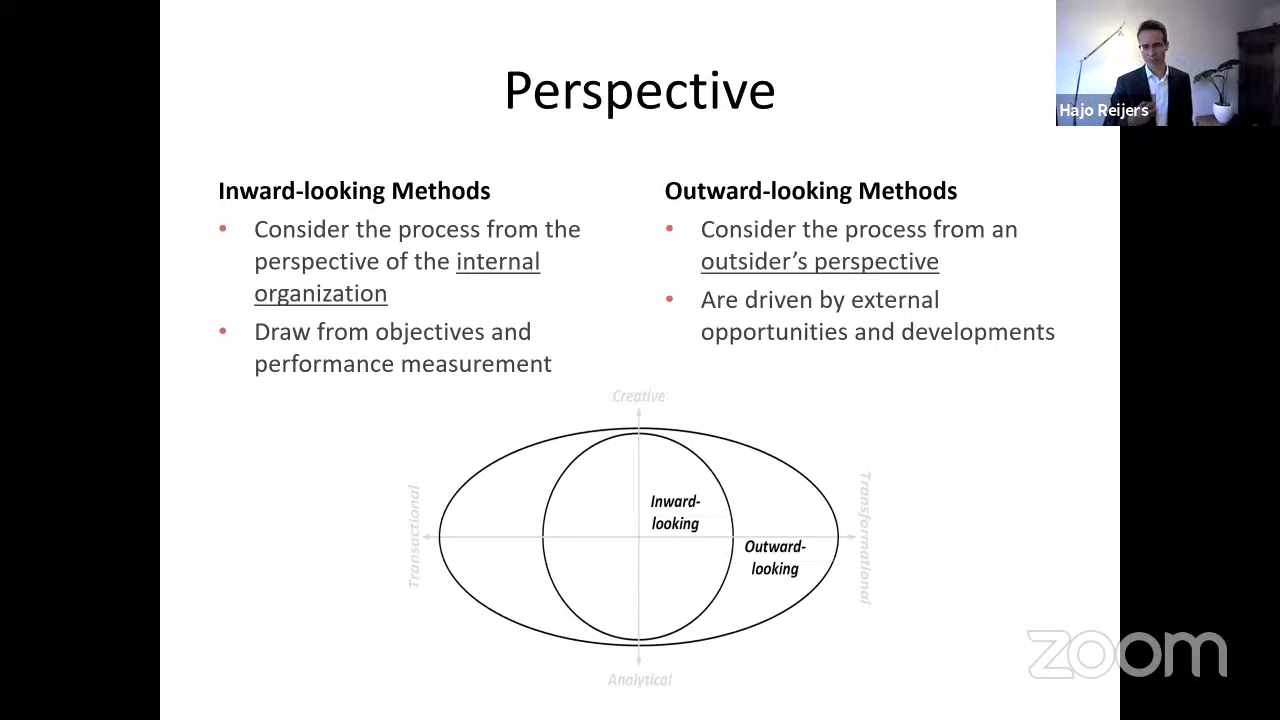 Perspective
Hajo Reijers
Inward-looking Methods
• Consider the process from the
perspective of the internal
organization
• Draw from objectives and
performance measurement
Outward-looking Methods
• Consider the process from an
outsider’s perspective
• Are driven by external
opportunities and developments
Creative
Transactional
Inward-
looking
Outward-
looking
Transformational
Analytical
zoom